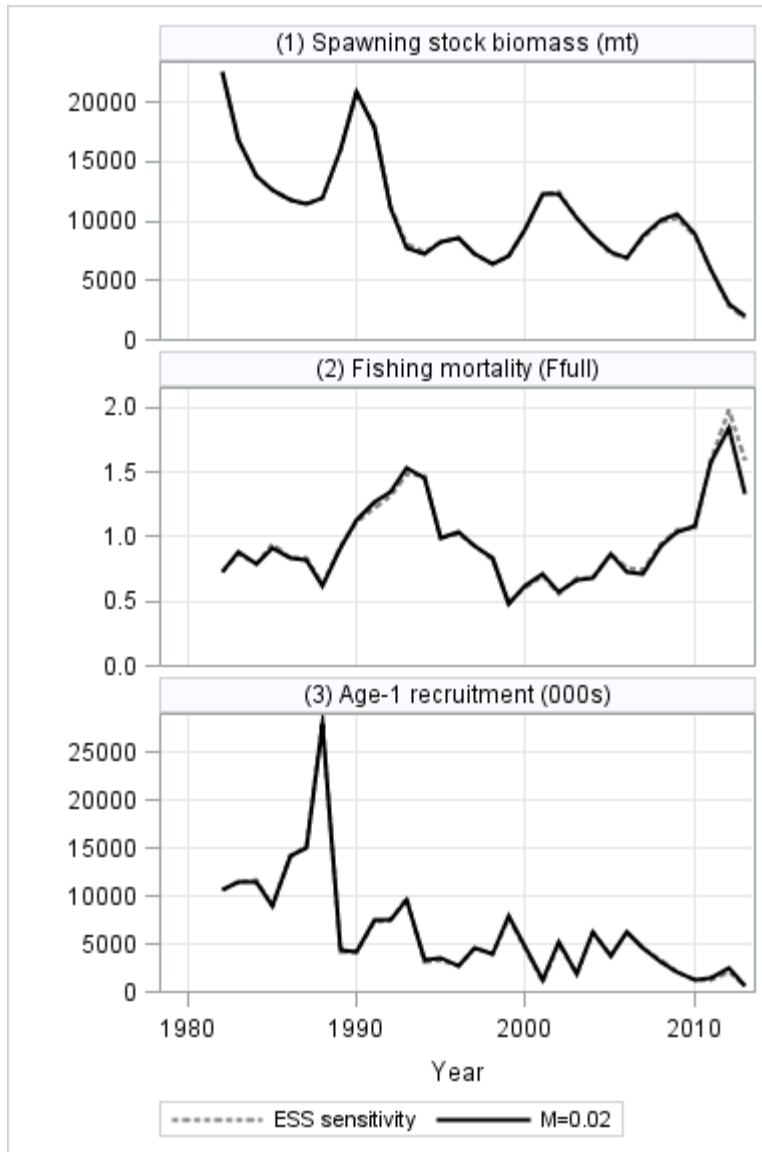 (1) Spawning stock biomass (mt)
20000
15000
10000
5000
0
(2) Fishing mortality (Ffull)
2.0
1.5
1.0
0.5
0.0
(3) Age-1 recruitment (000s)
25000
20000
15000
10000
5000
0
1980 1990 2000 2010
Year
ESS sensitivity M=0.02